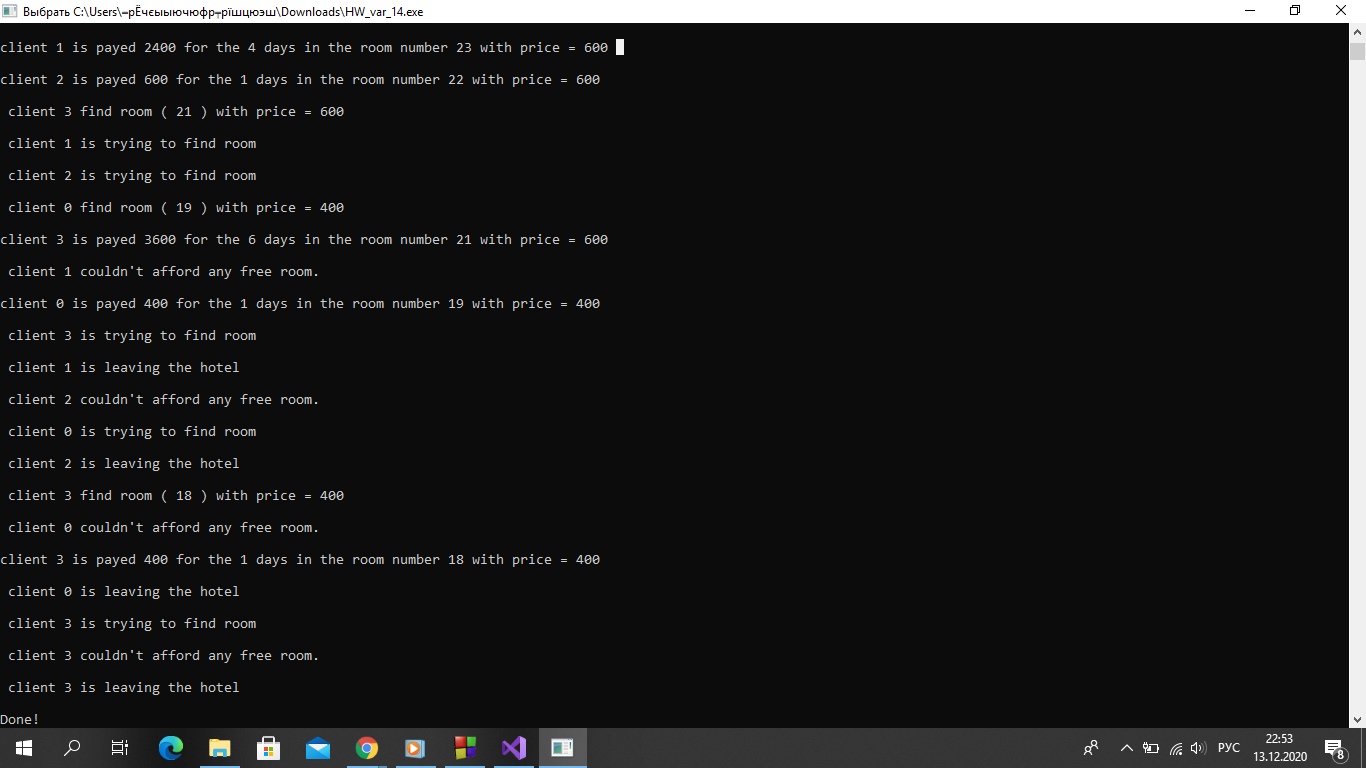 Выбрать C:\Users\═рЁчєыыючюфр╤рїшцюэш\Downloads\HW_var_14.exe
client 1 is payed 2400 for the 4 days in the room number 23 with price = 600
client 2 is payed 600 for the 1 days in the room number 22 with price = 600
client 3 find room ( 21 ) with price = 600
client 1 is trying to find room
client 2 is trying to find room
client 0 find room ( 19 ) with price = 400
client 3 is payed 3600 for the 6 days in the room number 21 with price = 600
client 1 couldn't afford any free room.
client 0 is payed 400 for the 1 days in the room number 19 with price = 400
client 3 is trying to find room
client 1 is leaving the hotel
client 2 couldn't afford any free room.
client 0 is trying to find room
client 2 is leaving the hotel
client 3 find room ( 18 ) with price = 400
client 0 couldn't afford any free room.
client 3 is payed 400 for the 1 days in the room number 18 with price = 400
client 0 is leaving the hotel
client 3 is trying to find room
client 3 couldn't afford any free room.
client 3 is leaving the hotel
Done!
РУС
22:53
13.12.2020
8